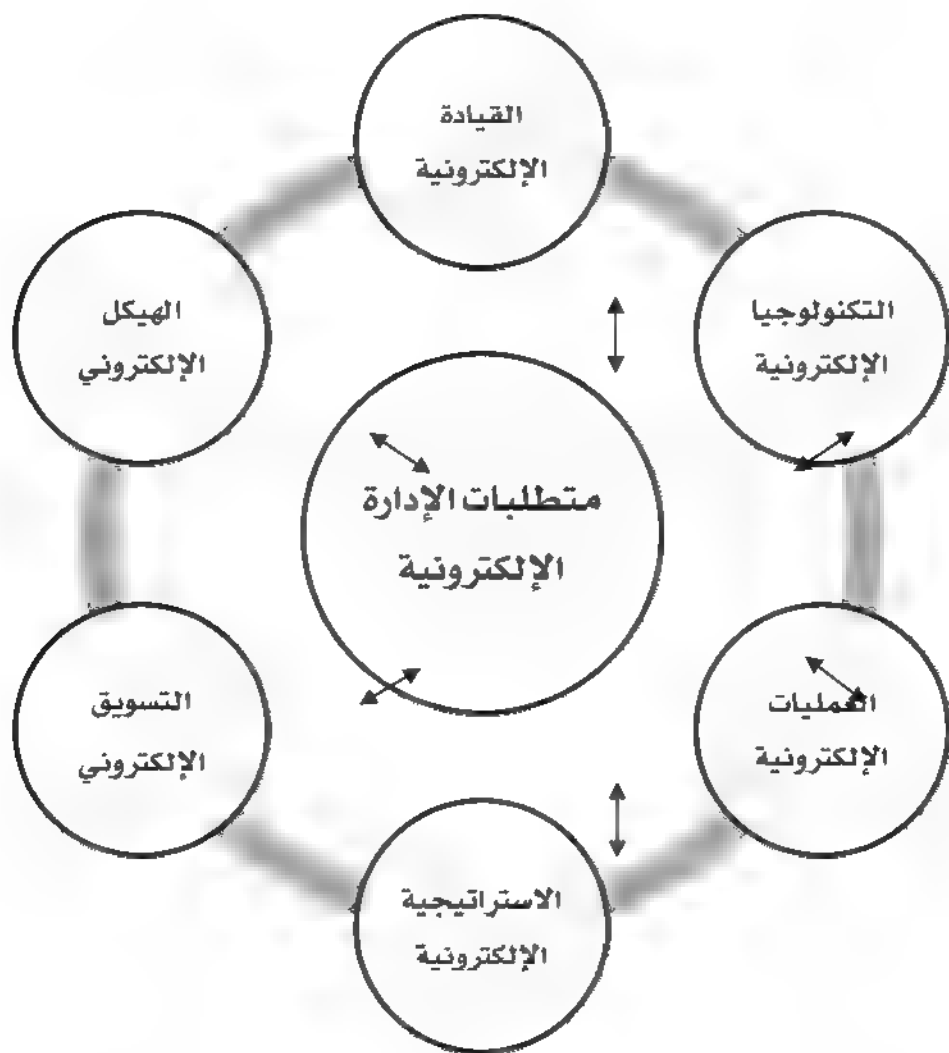 القيادة
الإلكترونية
التكنولوجيا
الإلكترونية
الهيكل
الإلكتروني
متطلبات الإدارة
الإلكترونية
العمليات
الإلكترونية
التسويق
الإلكتروني
الاستراتيجية
الإلكترونية